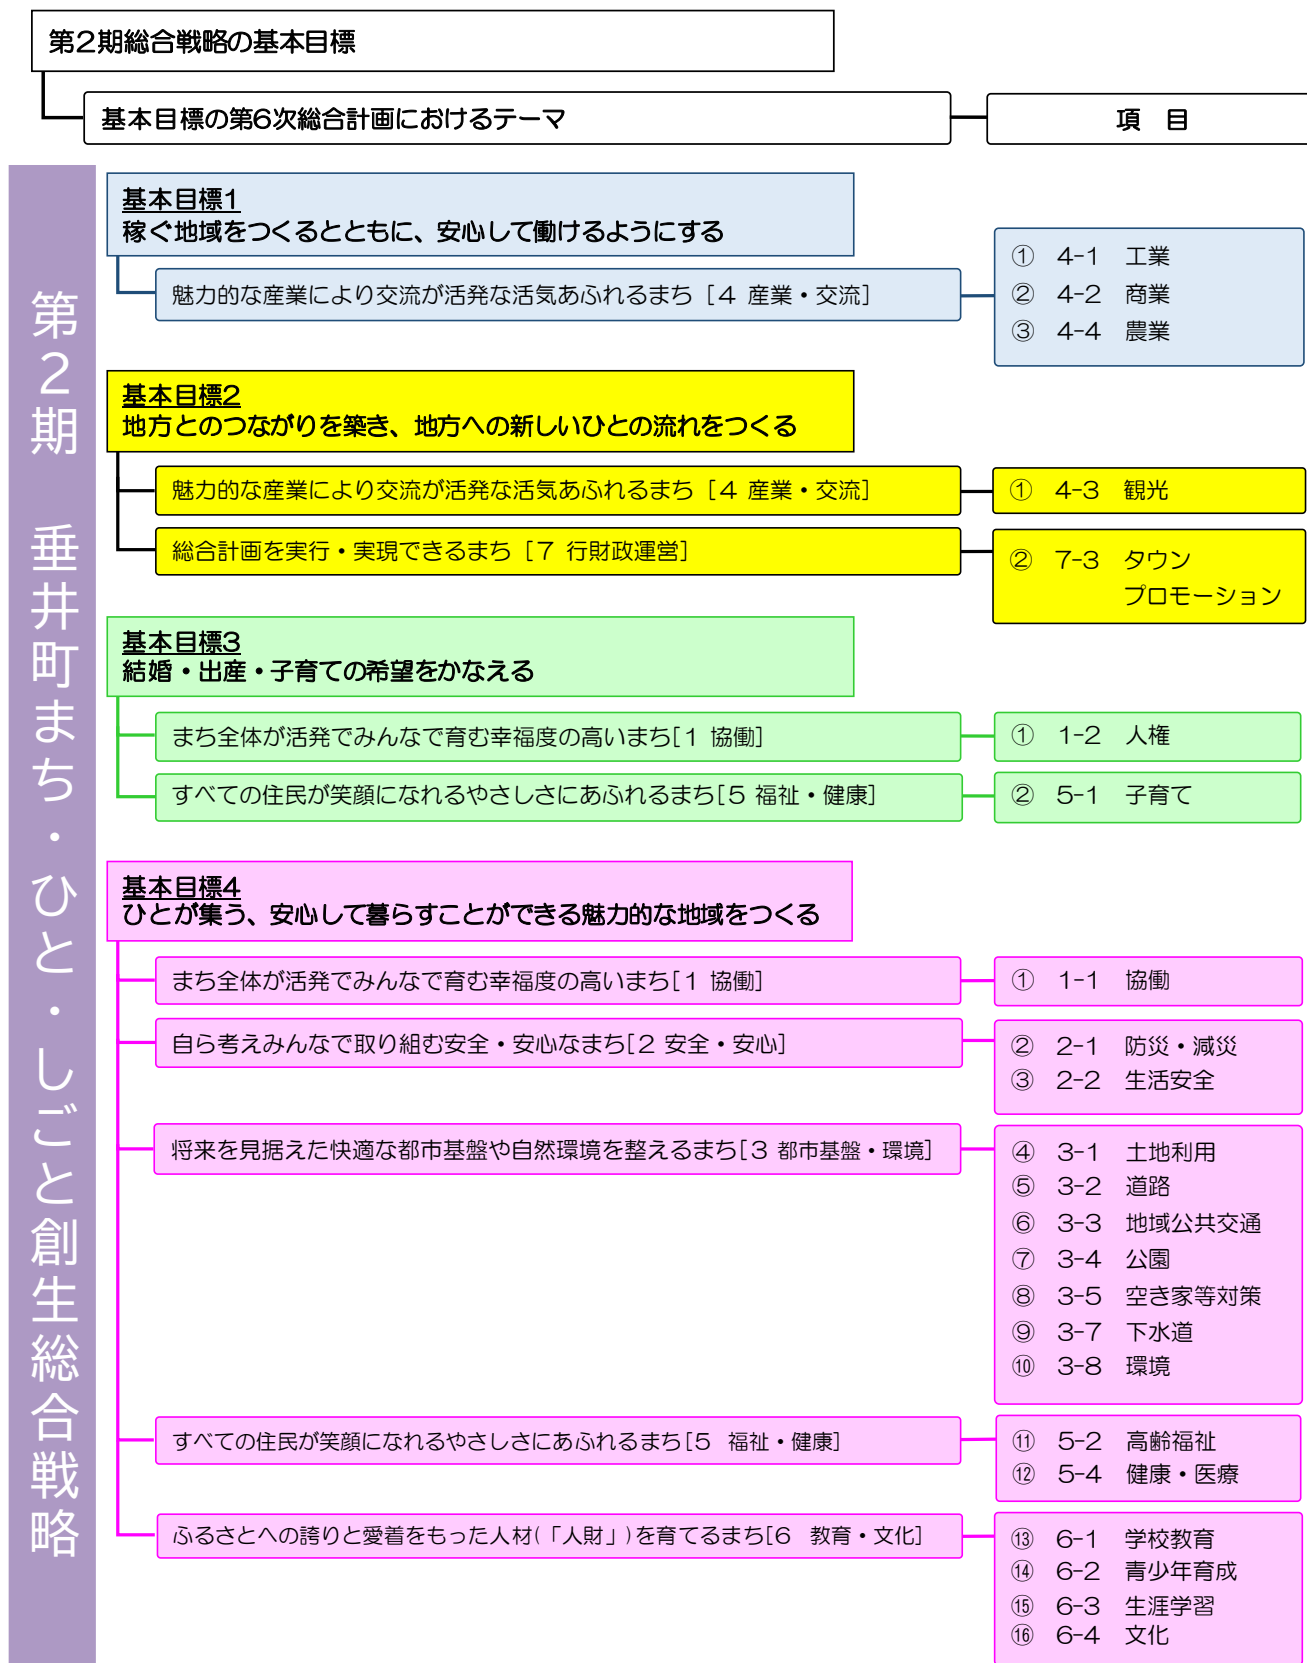 第2期総合戦略の基本目標
基本目標の第6次総合計画におけるテーマ
項　目
第2期　垂井町まち・ひと・しごと創生総合戦略
基本目標1
稼ぐ地域をつくるとともに、安心して働けるようにする
魅力的な産業により交流が活発な活気あふれるまち [4 産業・交流]
① 4-1 工業
② 4-2 商業
③ 4-4 農業
基本目標2
地方とのつながりを築き、地方への新しいひとの流れをつくる
魅力的な産業により交流が活発な活気あふれるまち [4 産業・交流]
① 4-3 観光
総合計画を実行・実現できるまち [7 行財政運営]
② 7-3 タウン
プロモーション
基本目標3
結婚・出産・子育ての希望をかなえる
まち全体が活発でみんなで育む幸福度の高いまち[1 協働]
① 1-2 人権
すべての住民が笑顔になれるやさしさにあふれるまち[5 福祉・健康]
② 5-1 子育て
基本目標4
ひとが集う、安心して暮らすことができる魅力的な地域をつくる
まち全体が活発でみんなで育む幸福度の高いまち[1 協働]
① 1-1 協働
自ら考えみんなで取り組む安全・安心なまち[2 安全・安心]
② 2-1 防災・減災
③ 2-2 生活安全
将来を見据えた快適な都市基盤や自然環境を整えるまち[3 都市基盤・環境]
④ 3-1 土地利用
⑤ 3-2 道路
⑥ 3-3 地域公共交通
⑦ 3-4 公園
⑧ 3-5 空き家等対策
⑨ 3-7 下水道
⑩ 3-8 環境
すべての住民が笑顔になれるやさしさにあふれるまち[5 福祉・健康]
⑪ 5-2 高齢福祉
⑫ 5-4 健康・医療
ふるさとへの誇りと愛着をもった人材(「人財」)を育てるまち[6 教育・文化]
⑬ 6-1 学校教育
⑭ 6-2 青少年育成
⑮ 6-3 生涯学習
⑯ 6-4 文化